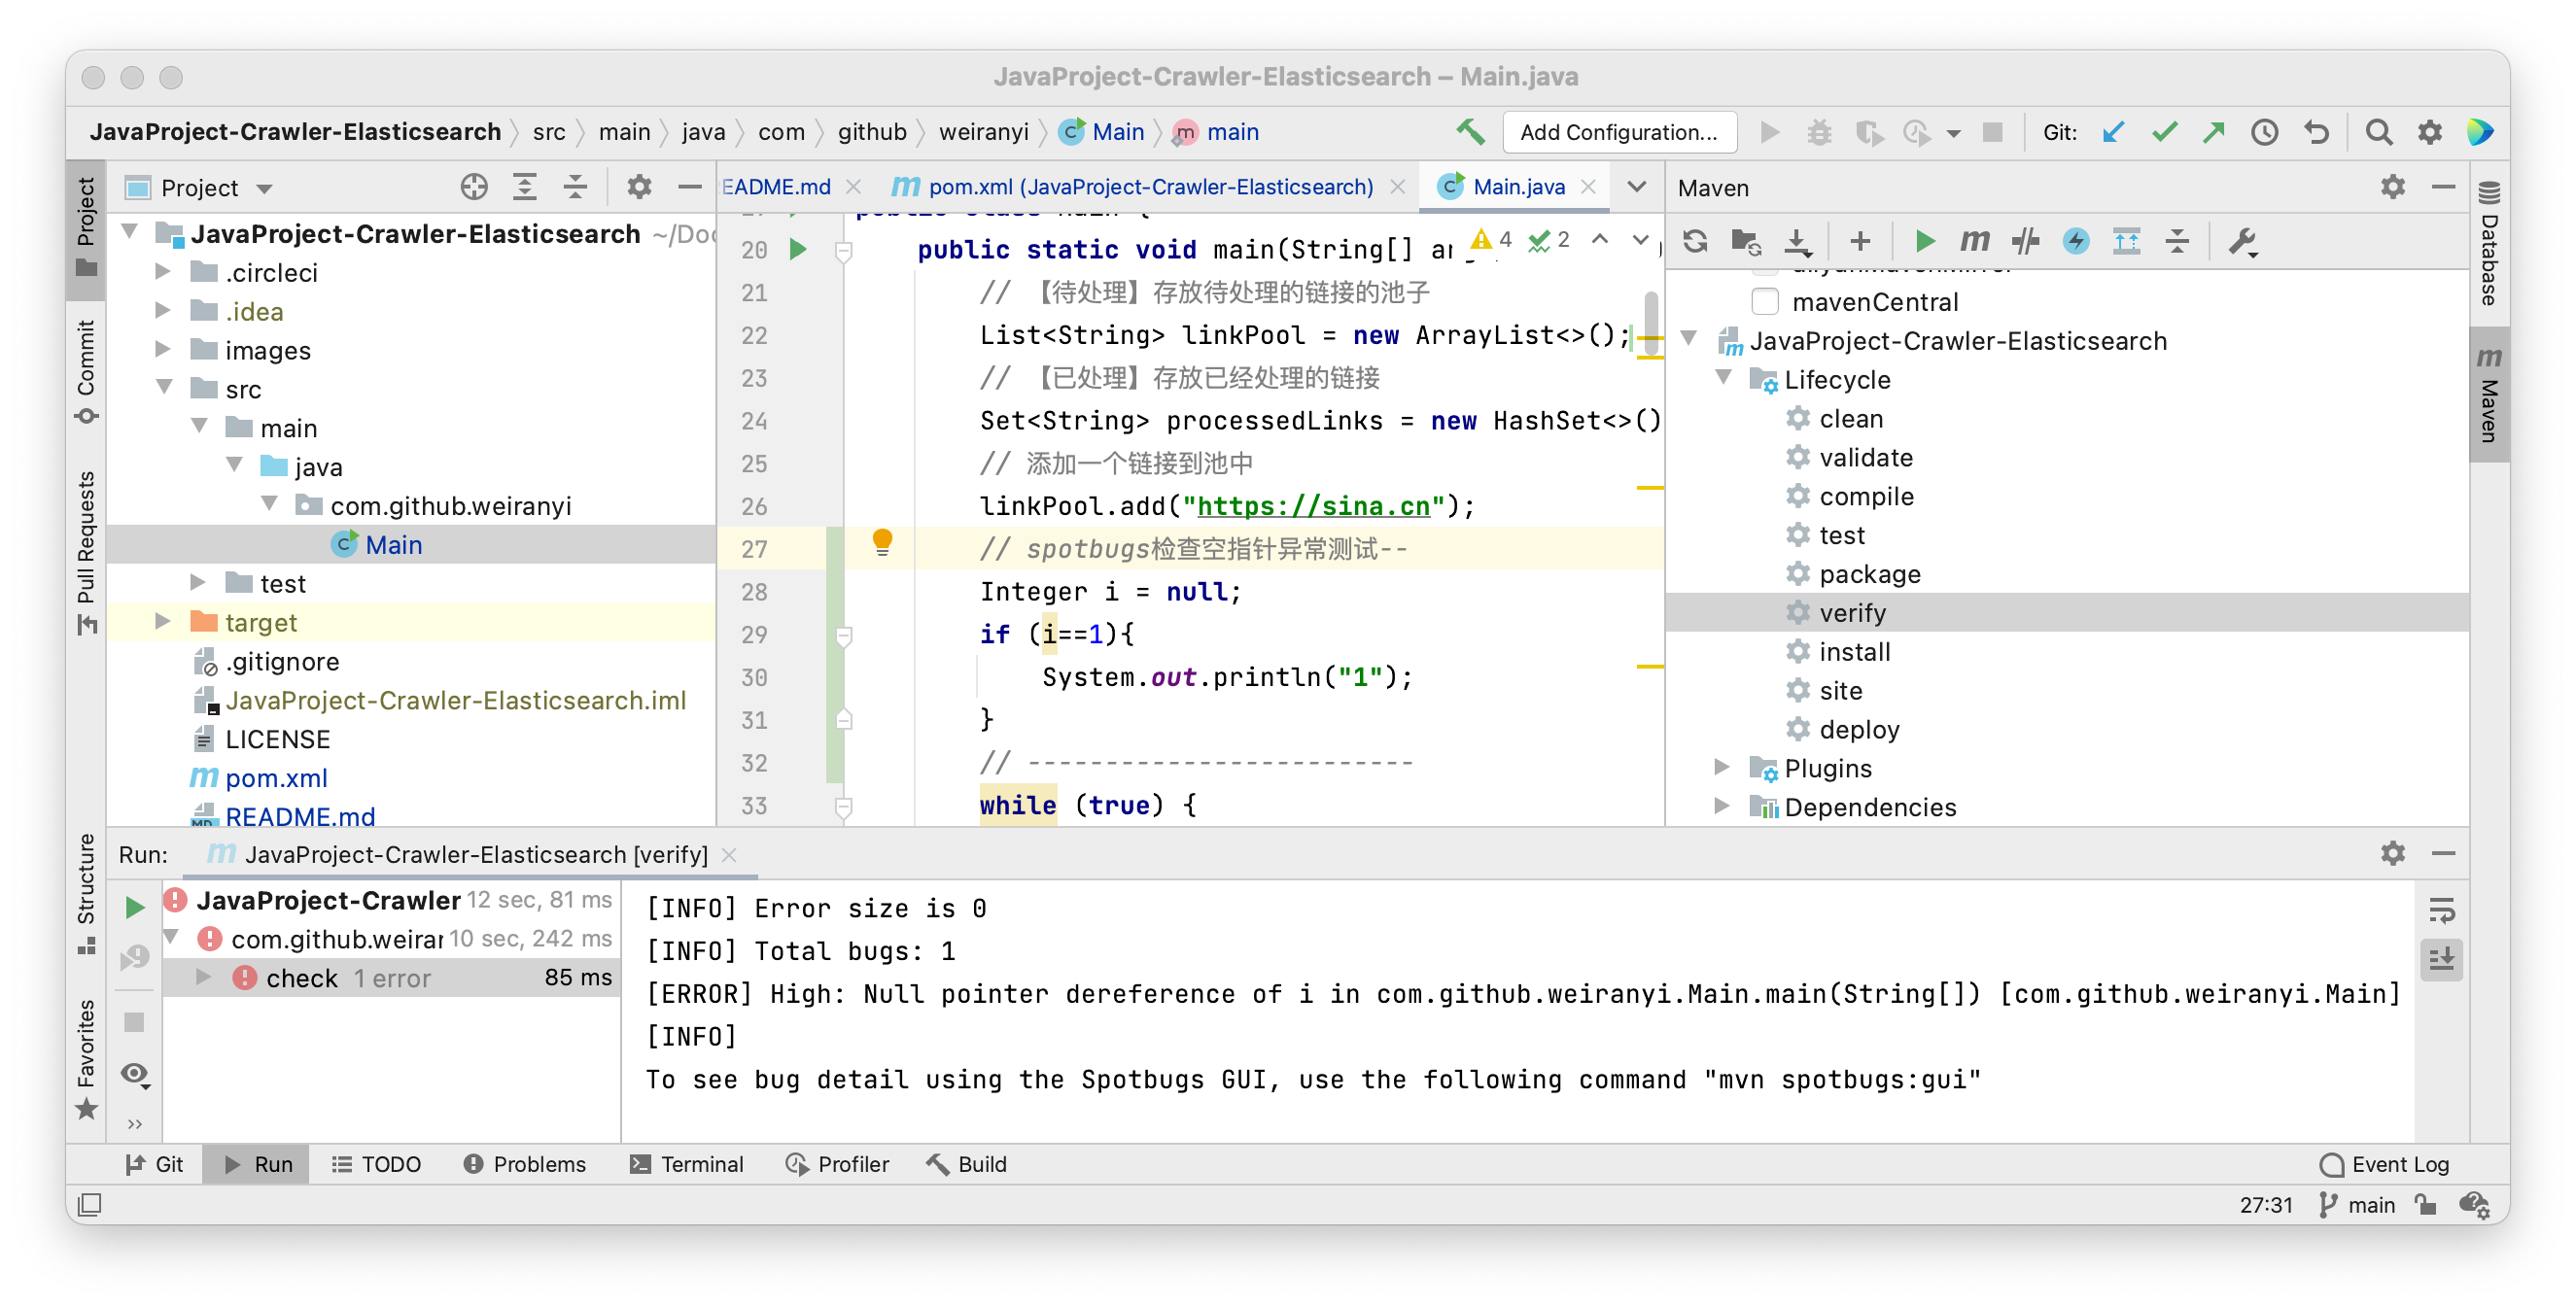 JavaProject-Crawler-Elasticsearch – Main.java
JavaProject-Crawler-Elasticsearch
src
main
java
com
github
weiranyi
Main
main
Add Configuration...
Git:
Project
Commit
Pull Requests
Structure
Favorites
Project
JavaProject-Crawler-Elasticsearch ~/Doc
.circleci
.idea
images
src
main
java
com.github.weiranyi
Main
test
target
.gitignore
JavaProject-Crawler-Elasticsearch.iml
LICENSE
pom.xml
README.md
EADME.md
pom.xml (JavaProject-Crawler-Elasticsearch)
Main.java
4 2
public class Main {
20 public static void main(String[] ar
21 // 【待处理】存放待处理的链接的池子
22 List<String> linkPool = new ArrayList<>();
23 // 【已处理】存放已经处理的链接
24 Set<String> processedLinks = new HashSet<>()
25 // 添加一个链接到池中
26 linkPool.add("https://sina.cn");
27 // spotbugs检查空指针异常测试--
28 Integer i = null;
29 if (i==1){
30 System.out.println("1");
31 }
32 // -------------------------
33 while (true) {
Maven
mavenCentral
JavaProject-Crawler-Elasticsearch
Lifecycle
clean
validate
compile
test
package
verify
install
site
deploy
Plugins
Dependencies
Database
Maven
Run:
JavaProject-Crawler-Elasticsearch [verify]
JavaProject-Crawler 12 sec, 81 ms
com.github.weirar 10 sec, 242 ms
check 1 error 85 ms
[INFO] Error size is 0
[INFO] Total bugs: 1
[ERROR] High: Null pointer dereference of i in com.github.weiranyi.Main.main(String[]) [com.github.weiranyi.Main]
[INFO]
To see bug detail using the Spotbugs GUI, use the following command "mvn spotbugs:gui"
Git
Run
TODO
Problems
Terminal
Profiler
Build
Event Log
27:31
main